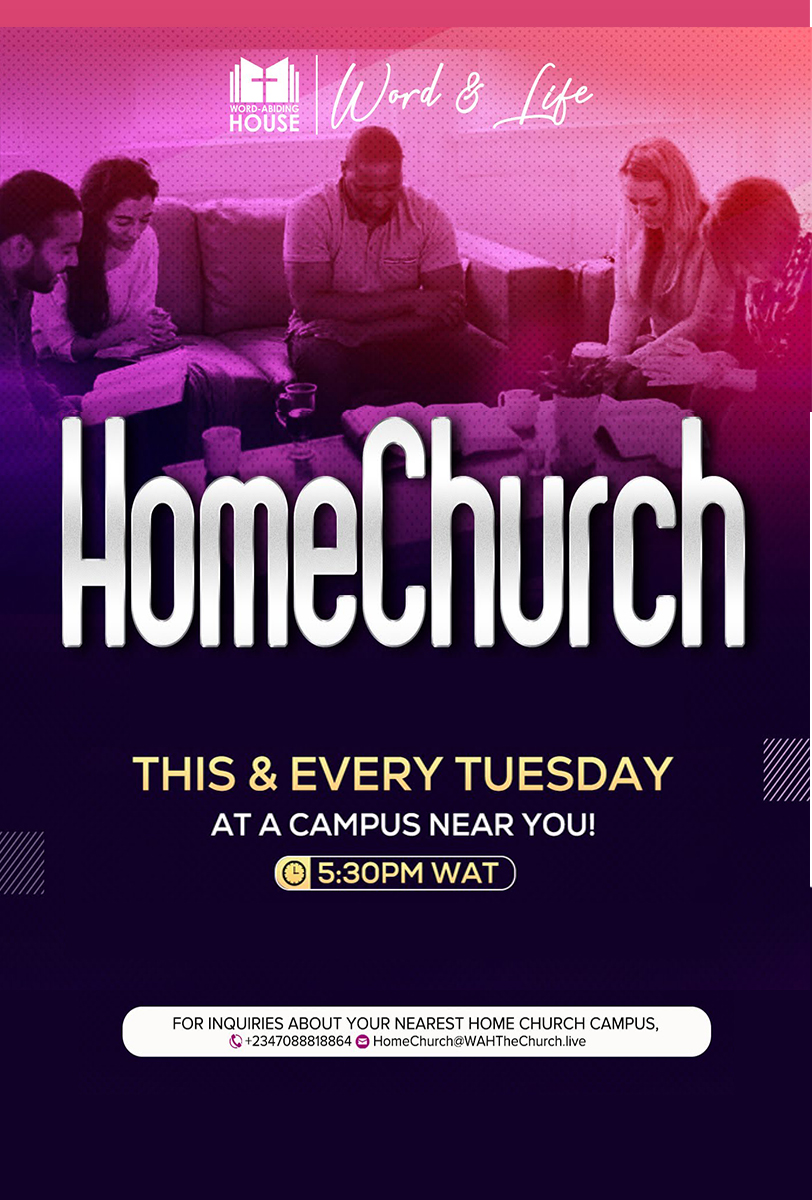 WORD-ABIDING
HOUSE
Word & Life
HomeChurch
THIS & EVERY TUESDAY
AT A CAMPUS NEAR YOU!
5:30PM WAT
FOR INQUIRIES ABOUT YOUR NEAREST HOME CHURCH CAMPUS,
+2347088818864 HomeChurch@WAHTheChurch.live